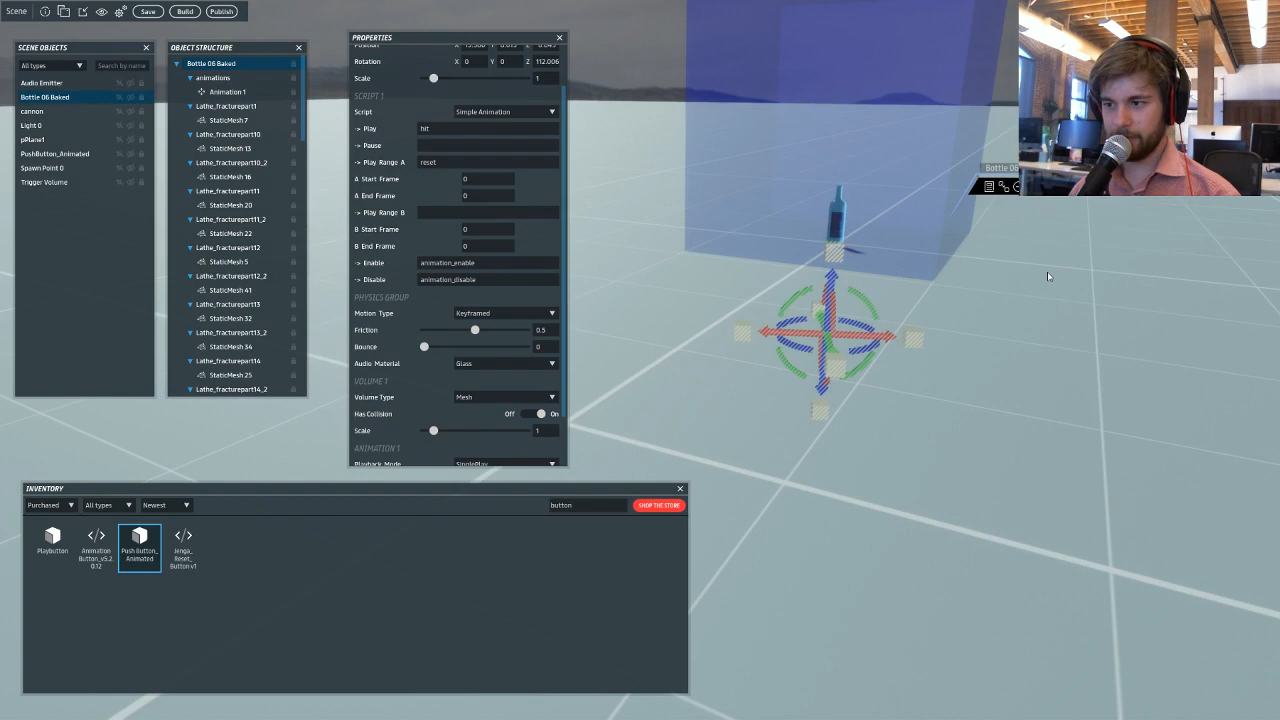 Scene Save Build Publish
SCENE OBJECTS
All types Search by name
Audio Emitter
Bottle 06 Baked
cannon
Light 0
pPlane1
PushButton_Animated
Spawn Point 0
Trigger Volume
OBJECT STRUCTURE
Bottle 06 Baked
animations
Animation 1
Lathe_fracturepart1
StaticMesh 7
Lathe_fracturepart10
StaticMesh 13
Lathe_fracturepart10_2
StaticMesh 16
Lathe_fracturepart11
StaticMesh 20
Lathe_fracturepart11_2
StaticMesh 22
Lathe_fracturepart12
StaticMesh 5
Lathe_fracturepart12_2
StaticMesh 41
Lathe_fracturepart13
StaticMesh 32
Lathe_fracturepart13_2
StaticMesh 34
Lathe_fracturepart14
StaticMesh 25
Lathe_fracturepart14_2
PROPERTIES
Position X Y Z
Rotation X 0 Y 0 Z 112.006
Scale 1
SCRIPT 1
Script Simple Animation
-> Play hit
-> Pause
-> Play Range A reset
A Start Frame 0
A End Frame 0
-> Play Range B
B Start Frame 0
B End Frame 0
-> Enable animation_enable
-> Disable animation_disable
PHYSICS GROUP
Motion Type Keyframed
Friction 0.5
Bounce 0
Audio Material Glass
VOLUME 1
Volume Type Mesh
Has Collision Off On
Scale 1
ANIMATION 1
Playback Mode SinglePlay
Bottle 06
INVENTORY
Purchased All types Newest button SHOP THE STORE
Playbutton
Animation
Button_v5.2.
0.12
Push Button_
Animated
Jenga_
Reset_
Button v1